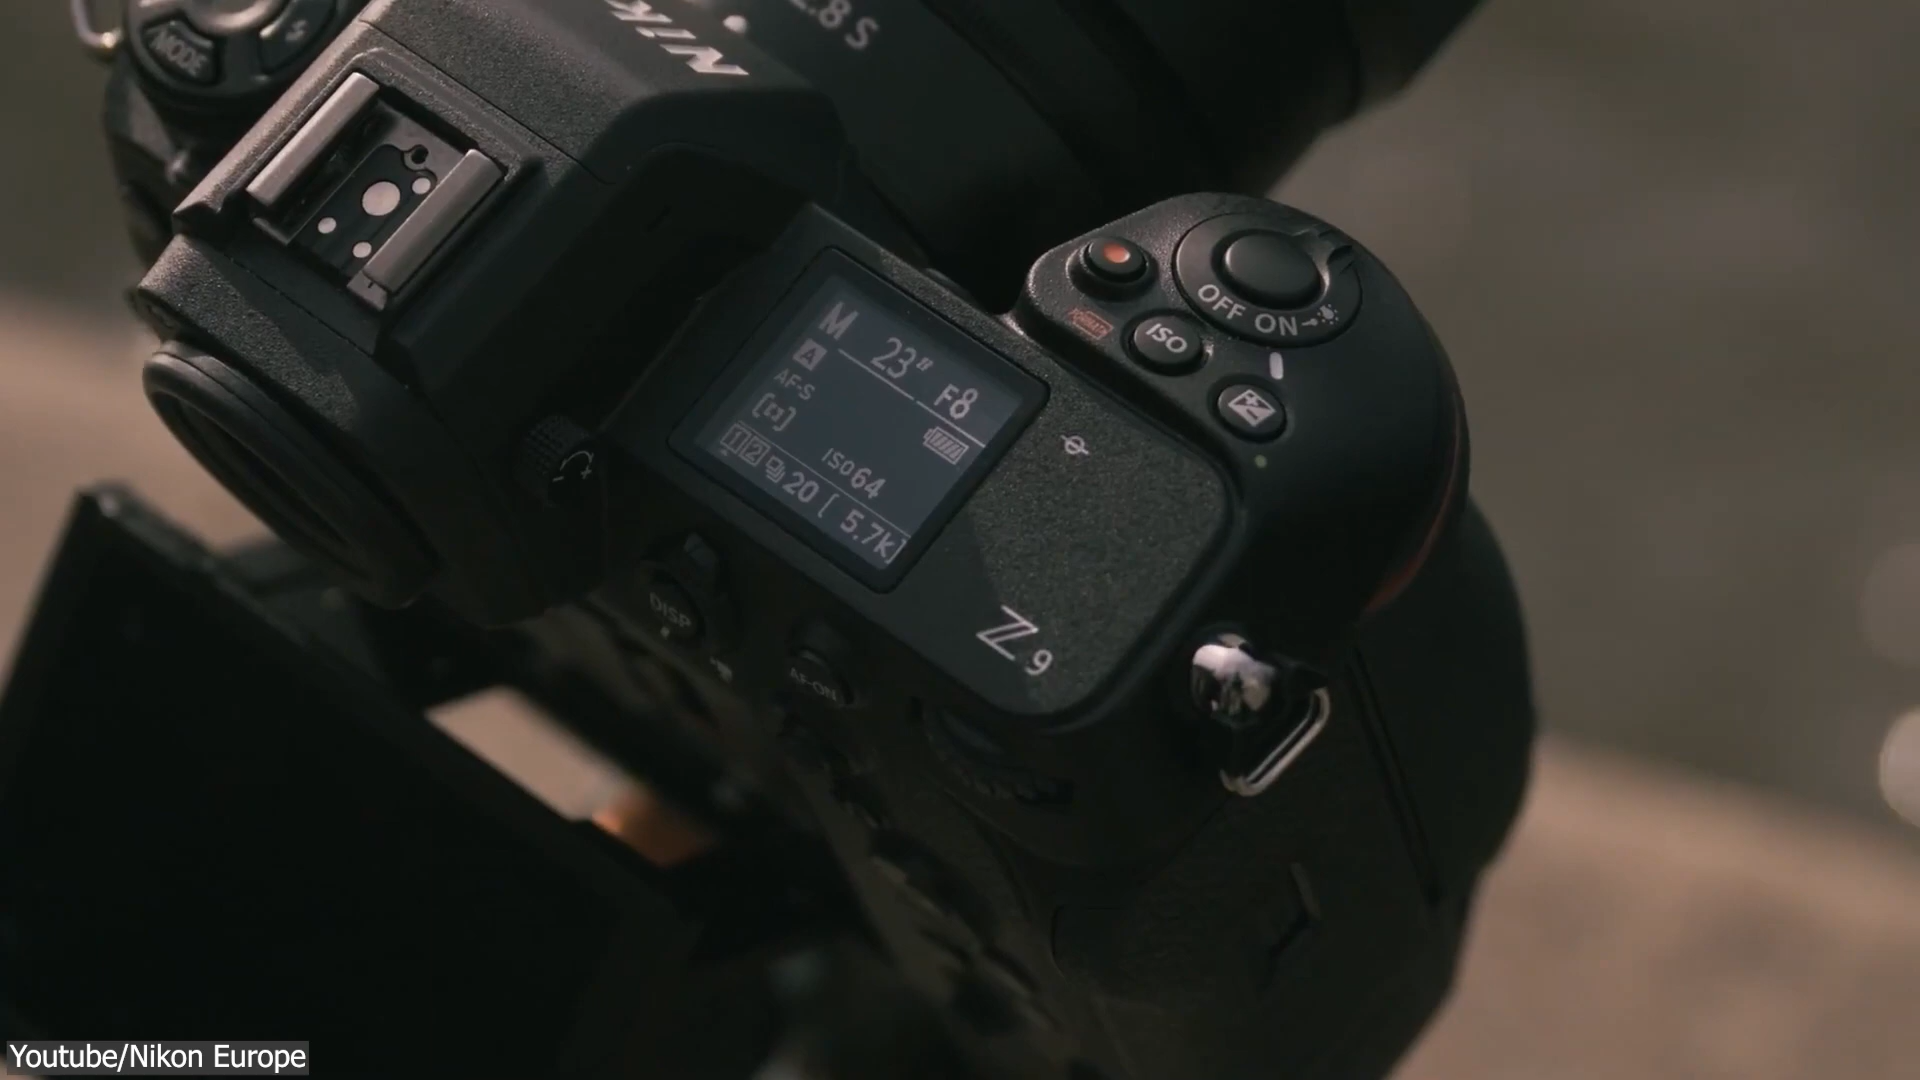 MODE
NIK
2.8 S
OFF ON
ISO
M 23" F8
A
AF-S
ISO 64
1 2 20 [ 5.7k]
DISP
AF-ON
Z 9
Youtube/Nikon Europe